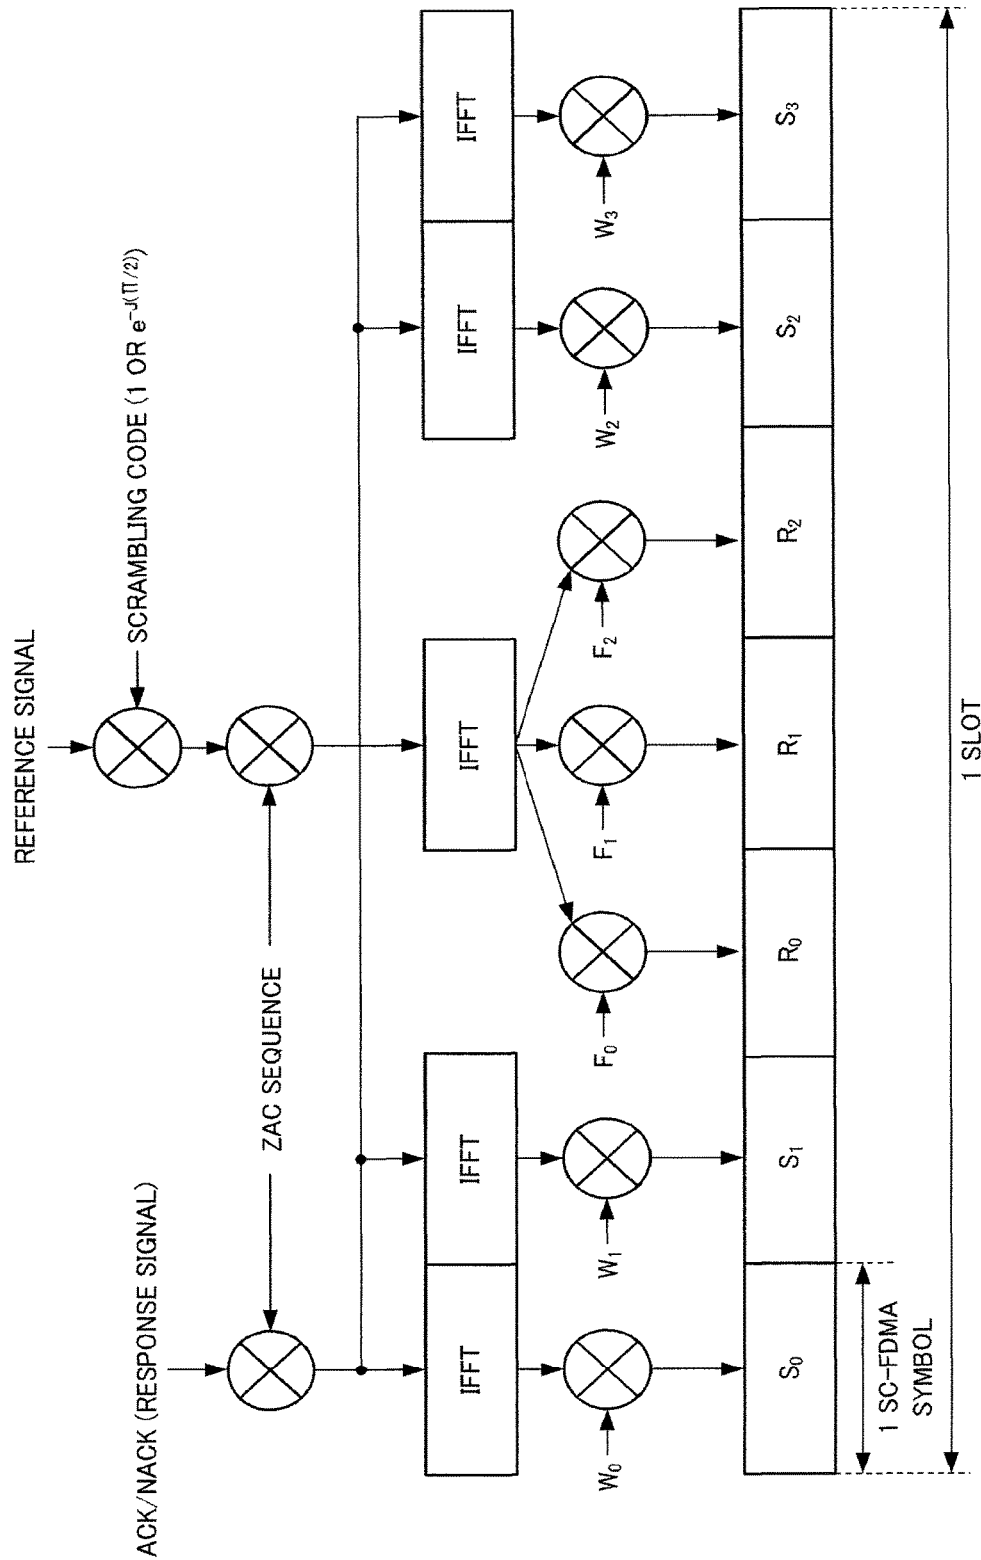 REFERENCE SIGNAL
SCRAMBLING CODE (1 OR e^-J(π/2))
ACK/NACK (RESPONSE SIGNAL)
ZAC SEQUENCE
IFFT
IFFT
IFFT
IFFT
IFFT
W0
W1
F0
F1
F2
W2
W3
S0
S1
R0
R1
R2
S2
S3
1 SC-FDMA
SYMBOL
1 SLOT